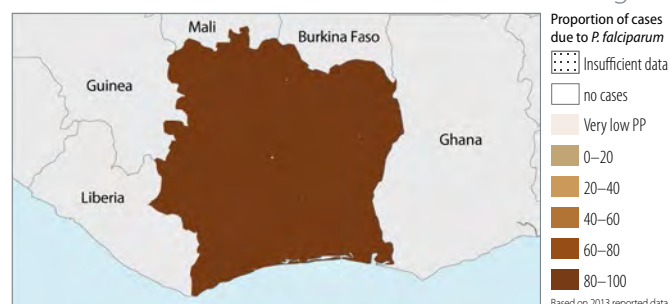 Mali
Burkina Faso
Guinea
Ghana
Liberia
Proportion of cases
due to P. falciparum
Insufficient data
no cases
Very low PP
0–20
20–40
40–60
60–80
80–100
Based on 2013 reported data